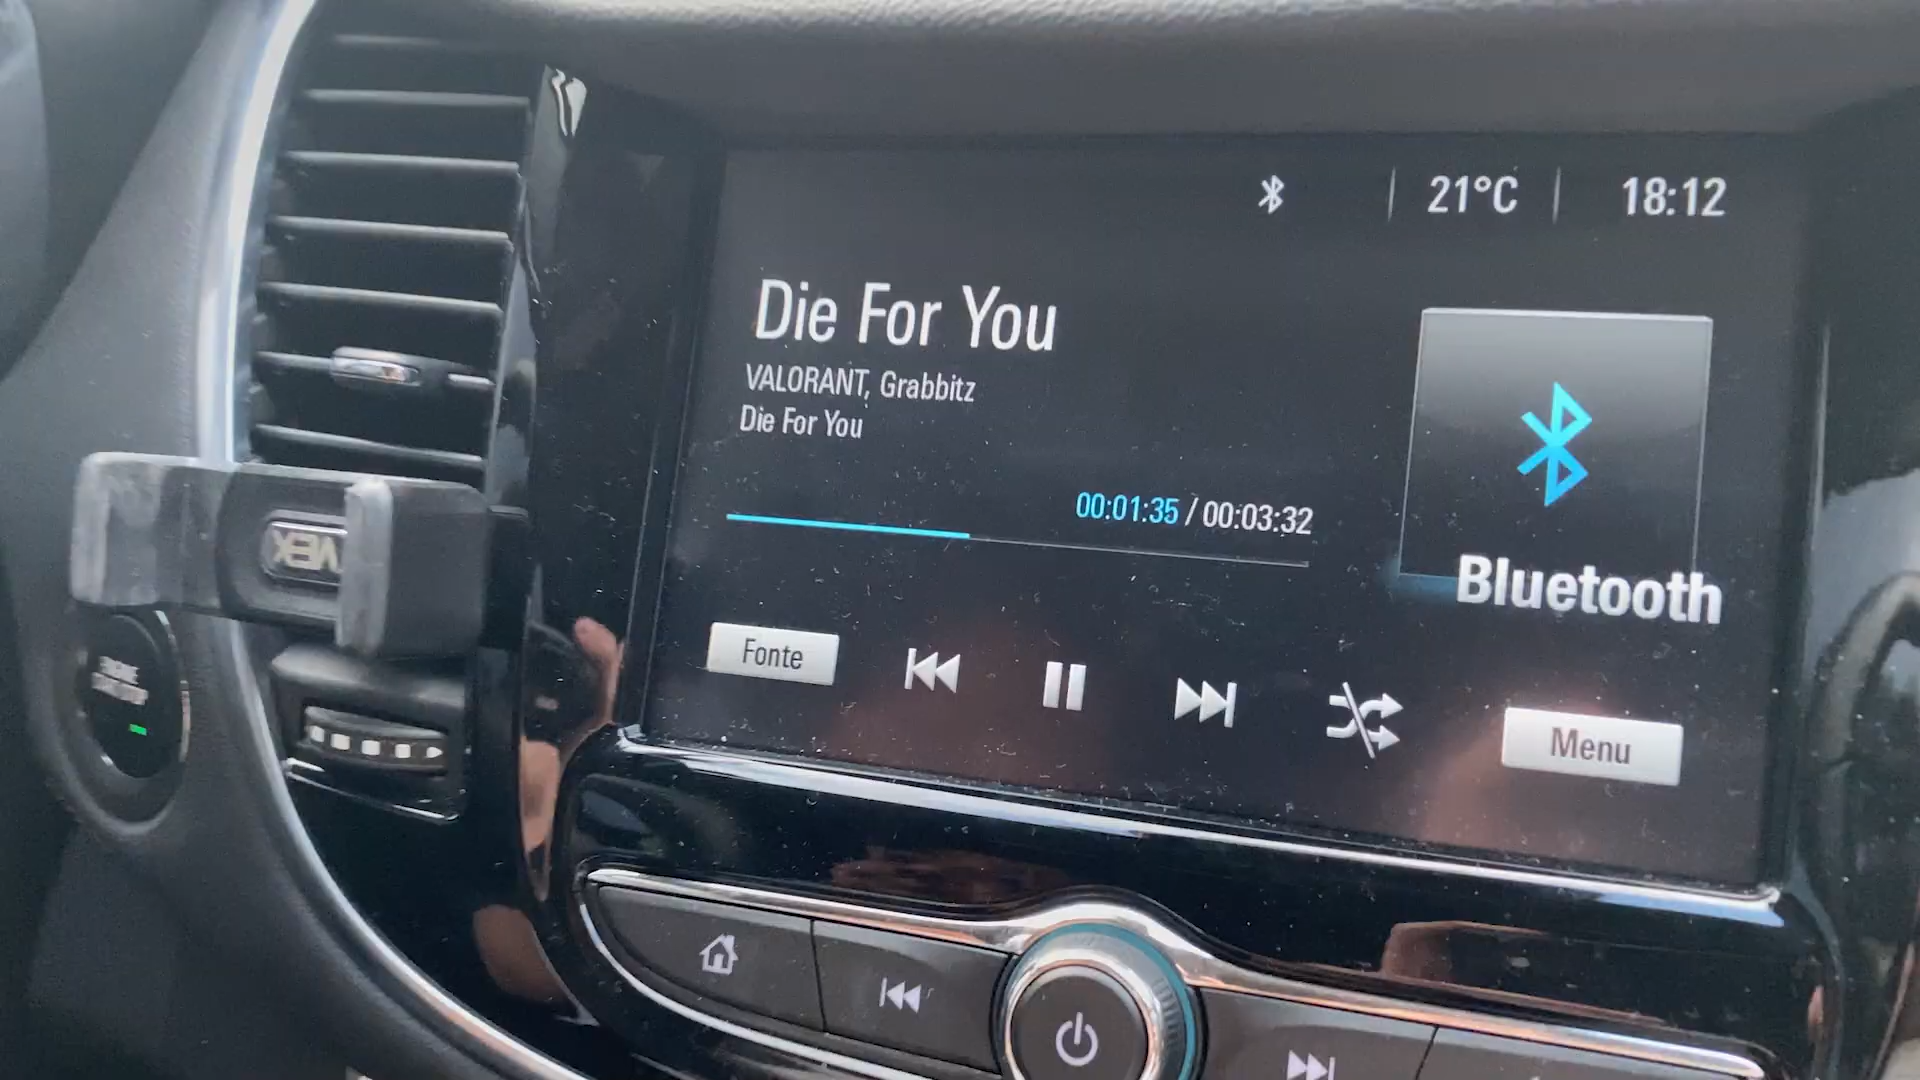 21°C
18:12
Die For You
VALORANT, Grabbitz
Die For You
00:01:35 / 00:03:32
Bluetooth
Fonte
Menu